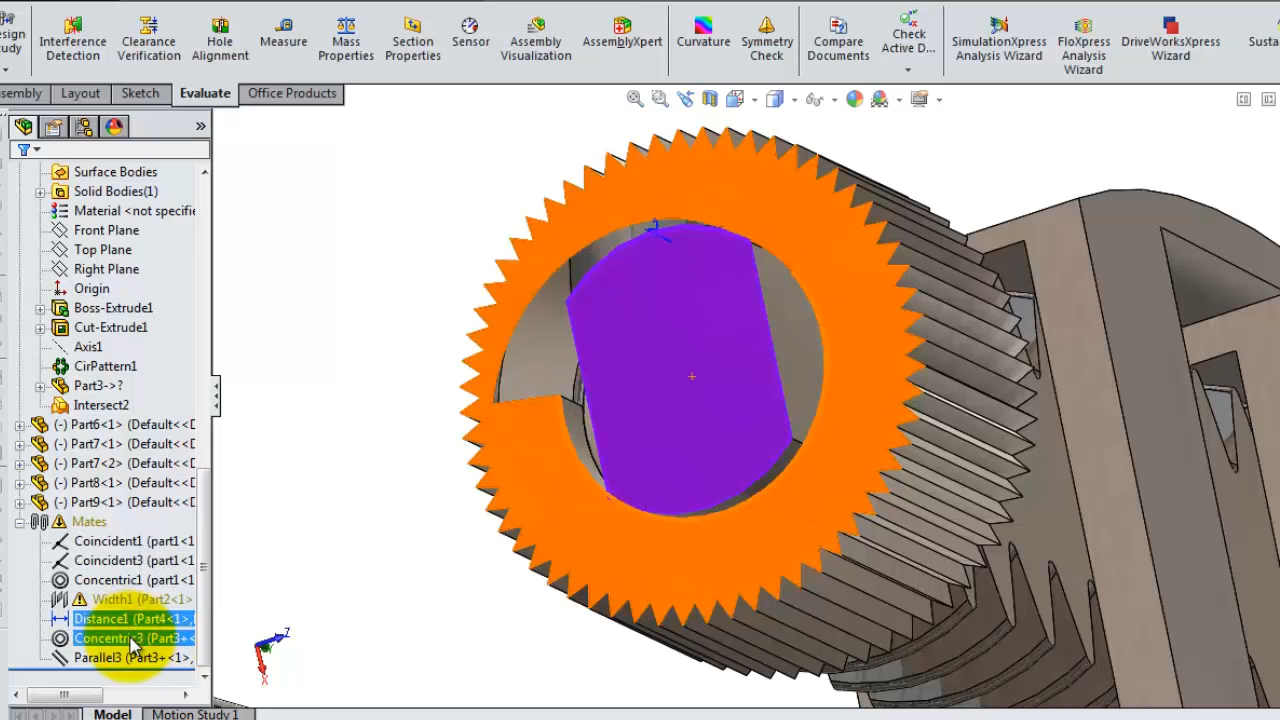 esign Interference Clearance Hole Measure Mass Section Sensor Assembly AssemblyXpert Curvature Symmetry Compare Check SimulationXpress FloXpress DriveWorksXpress Susta
tudy Detection Verification Alignment Properties Properties Visualization Check Documents Active D... Analysis Wizard Analysis Wizard
Wizard
ssembly Layout Sketch Evaluate Office Products
Surface Bodies
Solid Bodies(1)
Material <not specifie
Front Plane
Top Plane
Right Plane
Origin
Boss-Extrude1
Cut-Extrude1
Axis1
CirPattern1
Part3->?
Intersect2
(-) Part6<1> (Default<<D
(-) Part7<1> (Default<<D
(-) Part7<2> (Default<<D
(-) Part8<1> (Default<<D
(-) Part9<1> (Default<<D
Mates
Coincident1 (part1<1
Coincident3 (part1<1
Concentric1 (part1<1
Width1 (Part2<1>
Distance1 (Part4<1>,
Concentric3 (Part3+<
Parallel3 (Part3+<1>,
Z
X
Model Motion Study 1